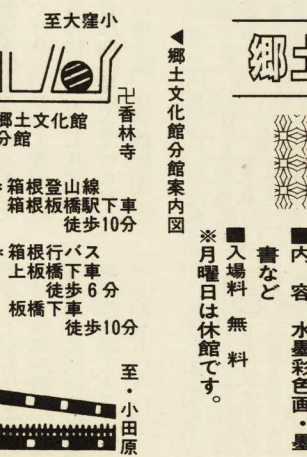 郷土
■内 容 水墨彩色画・墨
書など
■入場料 無 料
※月曜日は休館です。
◀郷土文化館分館案内図
至大窪小
卍香林寺
郷土文化館
分館
*箱根登山線
箱根板橋駅下車
徒歩10分
*箱根行バス
上板橋下車
徒歩6分
板橋下車
徒歩10分
至・小田原